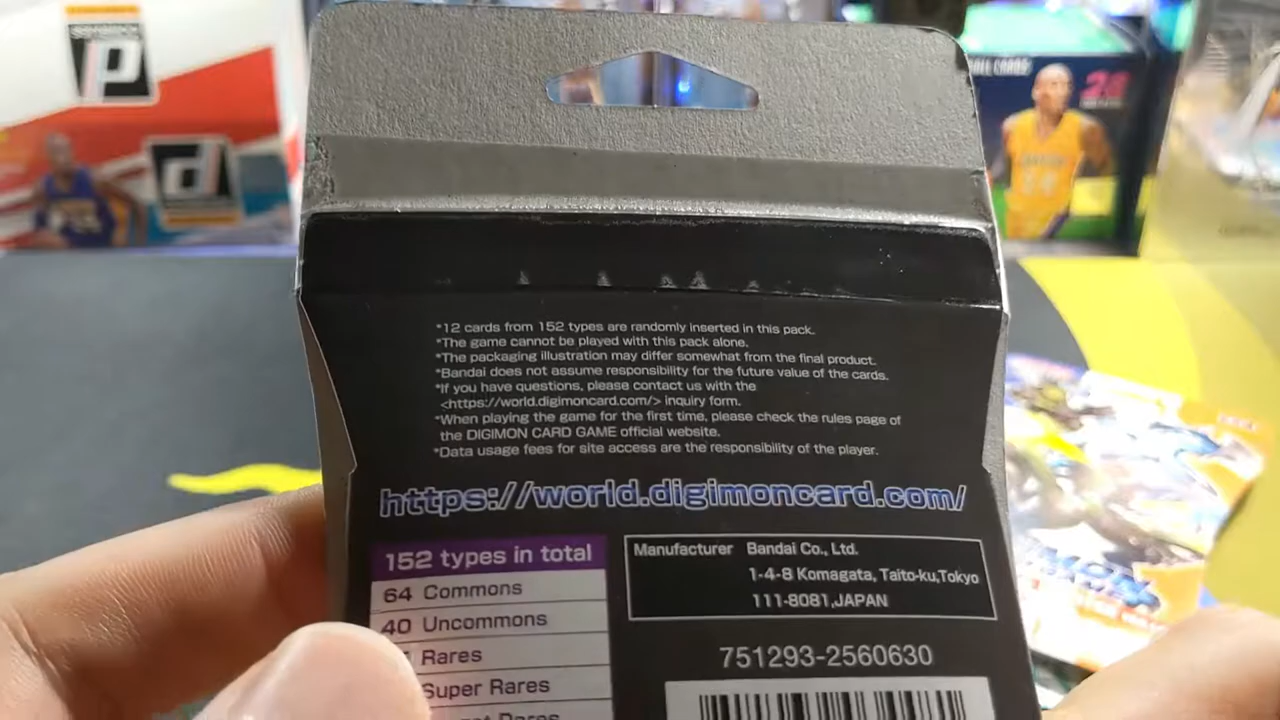 P
d
24
*12 cards from 152 types are randomly inserted in this pack.
*The game cannot be played with this pack alone.
*The packaging illustration may differ somewhat from the final product.
*Bandai does not assume responsibility for the future value of the cards.
*If you have questions, please contact us with the
<https://world.digimoncard.com/> inquiry form.
*When playing the game for the first time, please check the rules page of
the DIGIMON CARD GAME official website.
*Data usage fees for site access are the responsibility of the player.
https://world.digimoncard.com/
152 types in total
64 Commons
40 Uncommons
Rares
Super Rares
Rares
Manufacturer Bandai Co., Ltd.
1-4-8 Komagata, Taito-ku,Tokyo
111-8081,JAPAN
751293-2560630